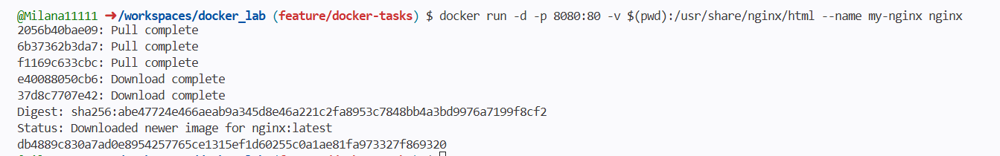 @Milana11111 ➜/workspaces/docker_lab (feature/docker-tasks) $ docker run -d -p 8080:80 -v $(pwd):/usr/share/nginx/html --name my-nginx nginx
2056b40bae09: Pull complete
6b37362b3da7: Pull complete
f1169c633cbc: Pull complete
e40088050cb6: Download complete
37d8c7707e42: Download complete
Digest: sha256:abe47724e466aeab9a345d8e46a221c2fa8953c7848bb4a3bd9976a7199f8cf2
Status: Downloaded newer image for nginx:latest
db4889c830a7ad0e8954257765ce1315ef1d60255c0a1ae81fa973327f869320